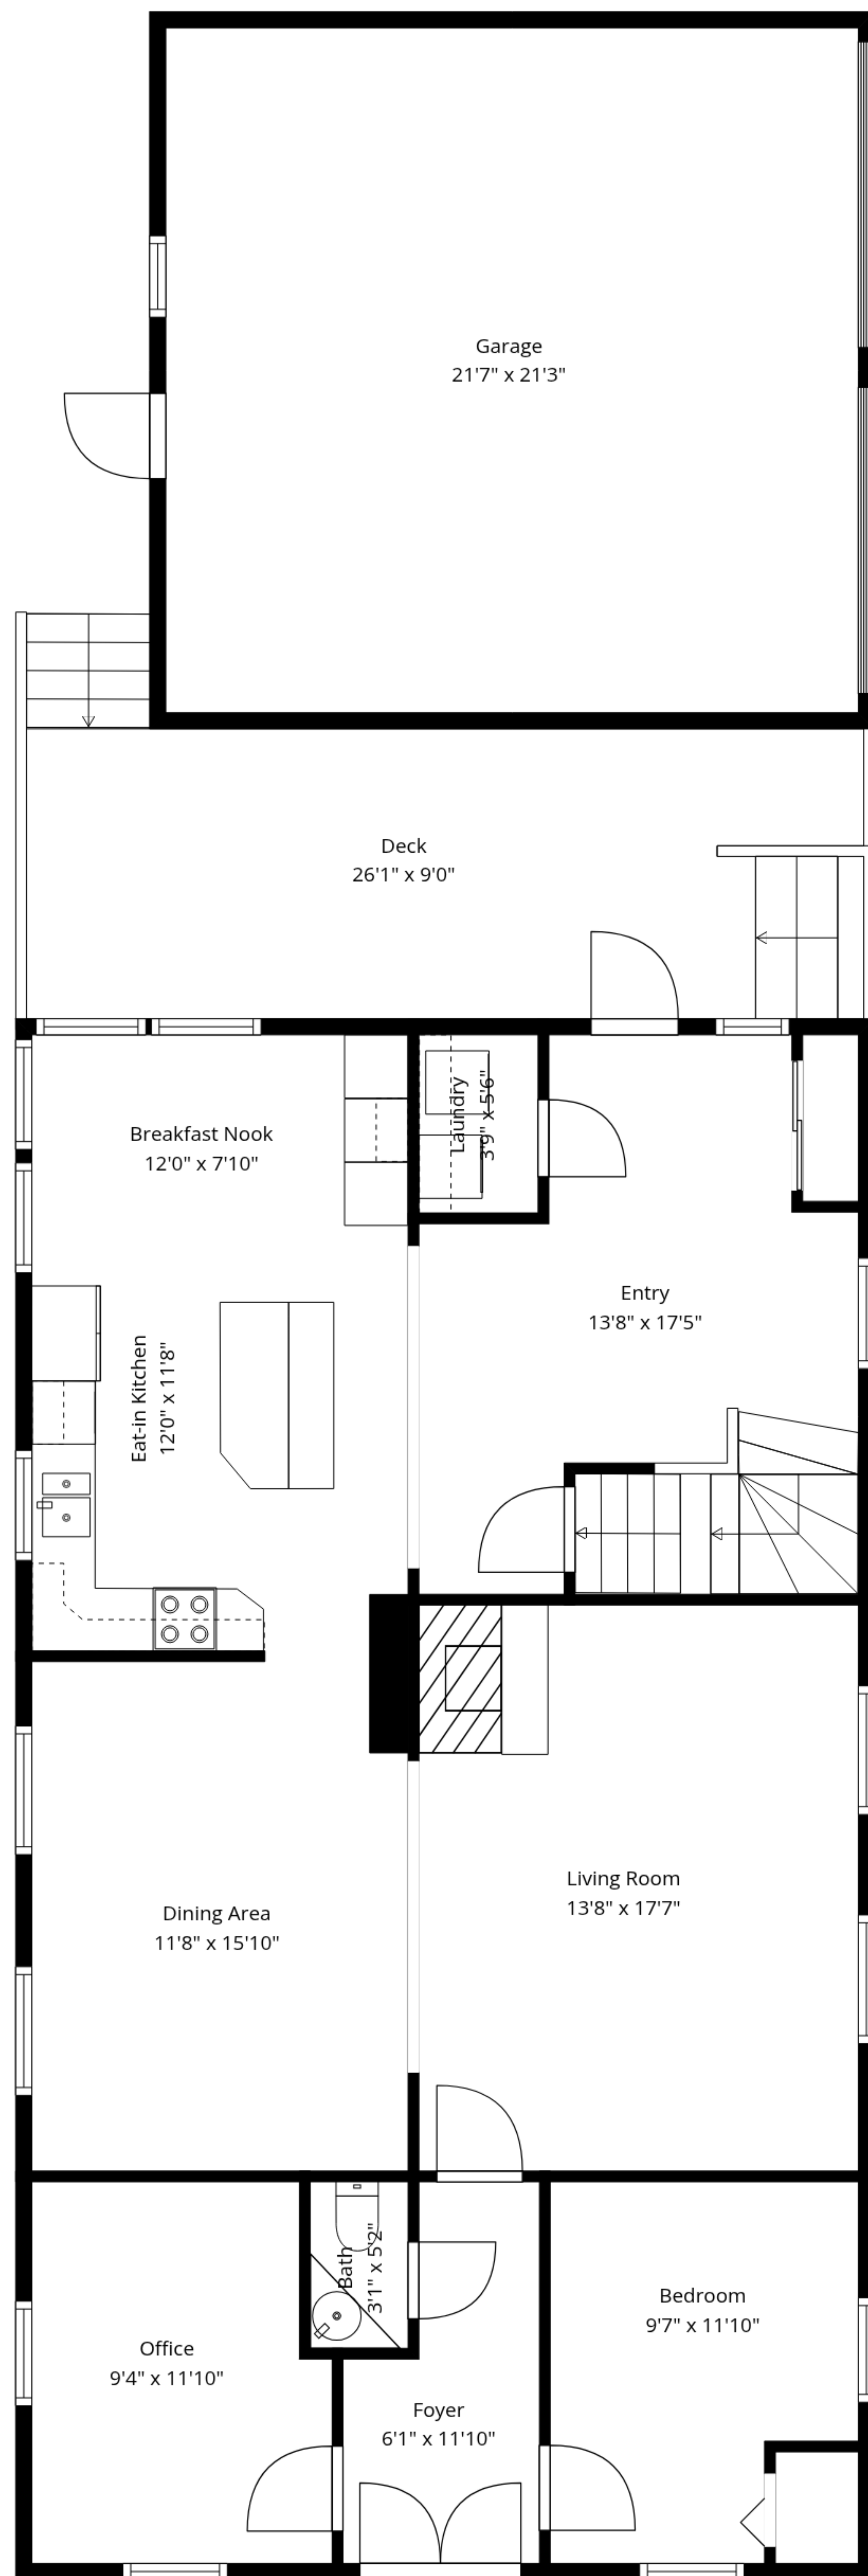 Garage
21'7" x 21'3"
Deck
26'1" x 9'0"
Laundry
3'9" x 5'6"
Breakfast Nook
12'0" x 7'10"
Entry
13'8" x 17'5"
Eat-in Kitchen
12'0" x 11'8"
Living Room
13'8" x 17'7"
Dining Area
11'8" x 15'10"
Bath
3'1" x 5'2"
Bedroom
9'7" x 11'10"
Office
9'4" x 11'10"
Foyer
6'1" x 11'10"